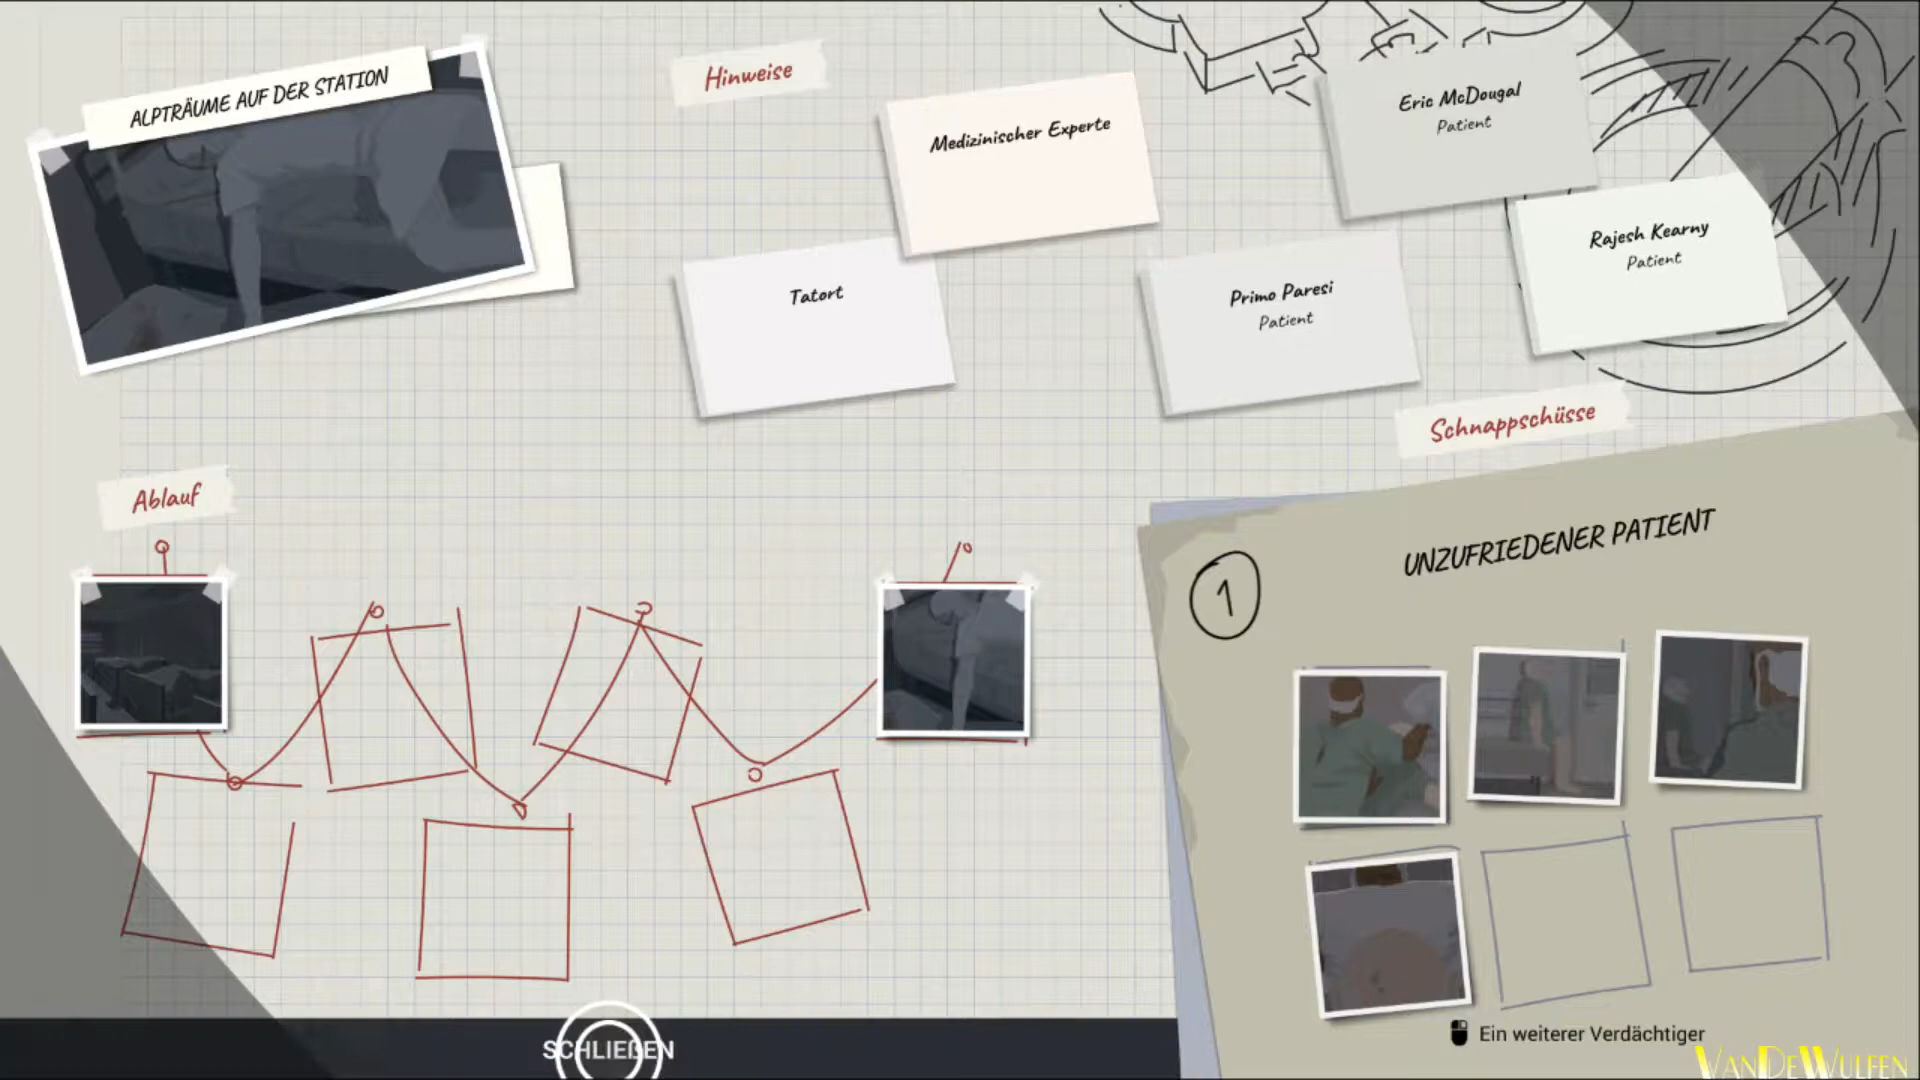 ALPTRÄUME AUF DER STATION
Hinweise
Medizinischer Experte
Eric McDougal
Patient
Tatort
Primo Paresi
Patient
Rajesh Kearny
Patient
Schnappschüsse
Ablauf
1
UNZUFRIEDENER PATIENT
SCHLIEẞEN
Ein weiterer Verdächtiger
VANDEWULFEN